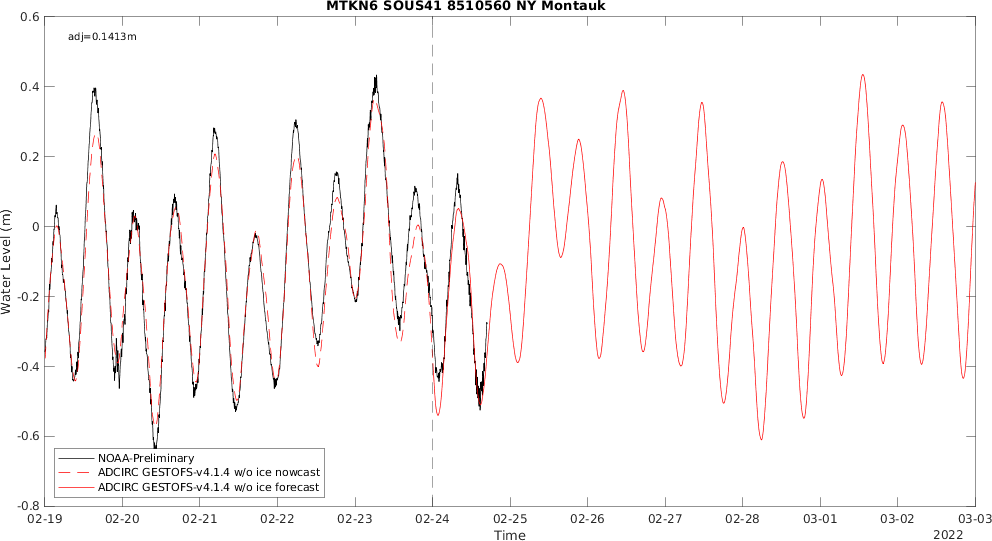 MTKN6 SOUS41 8510560 NY Montauk
adj=0.1413m
0.6
0.4
0.2
0
-0.2
-0.4
-0.6
-0.8
Water Level (m)
NOAA-Preliminary
ADCIRC GESTOFS-v4.1.4 w/o ice nowcast
ADCIRC GESTOFS-v4.1.4 w/o ice forecast
02-19 02-20 02-21 02-22 02-23 02-24 02-25 02-26 02-27 02-28 03-01 03-02 03-03
Time
2022